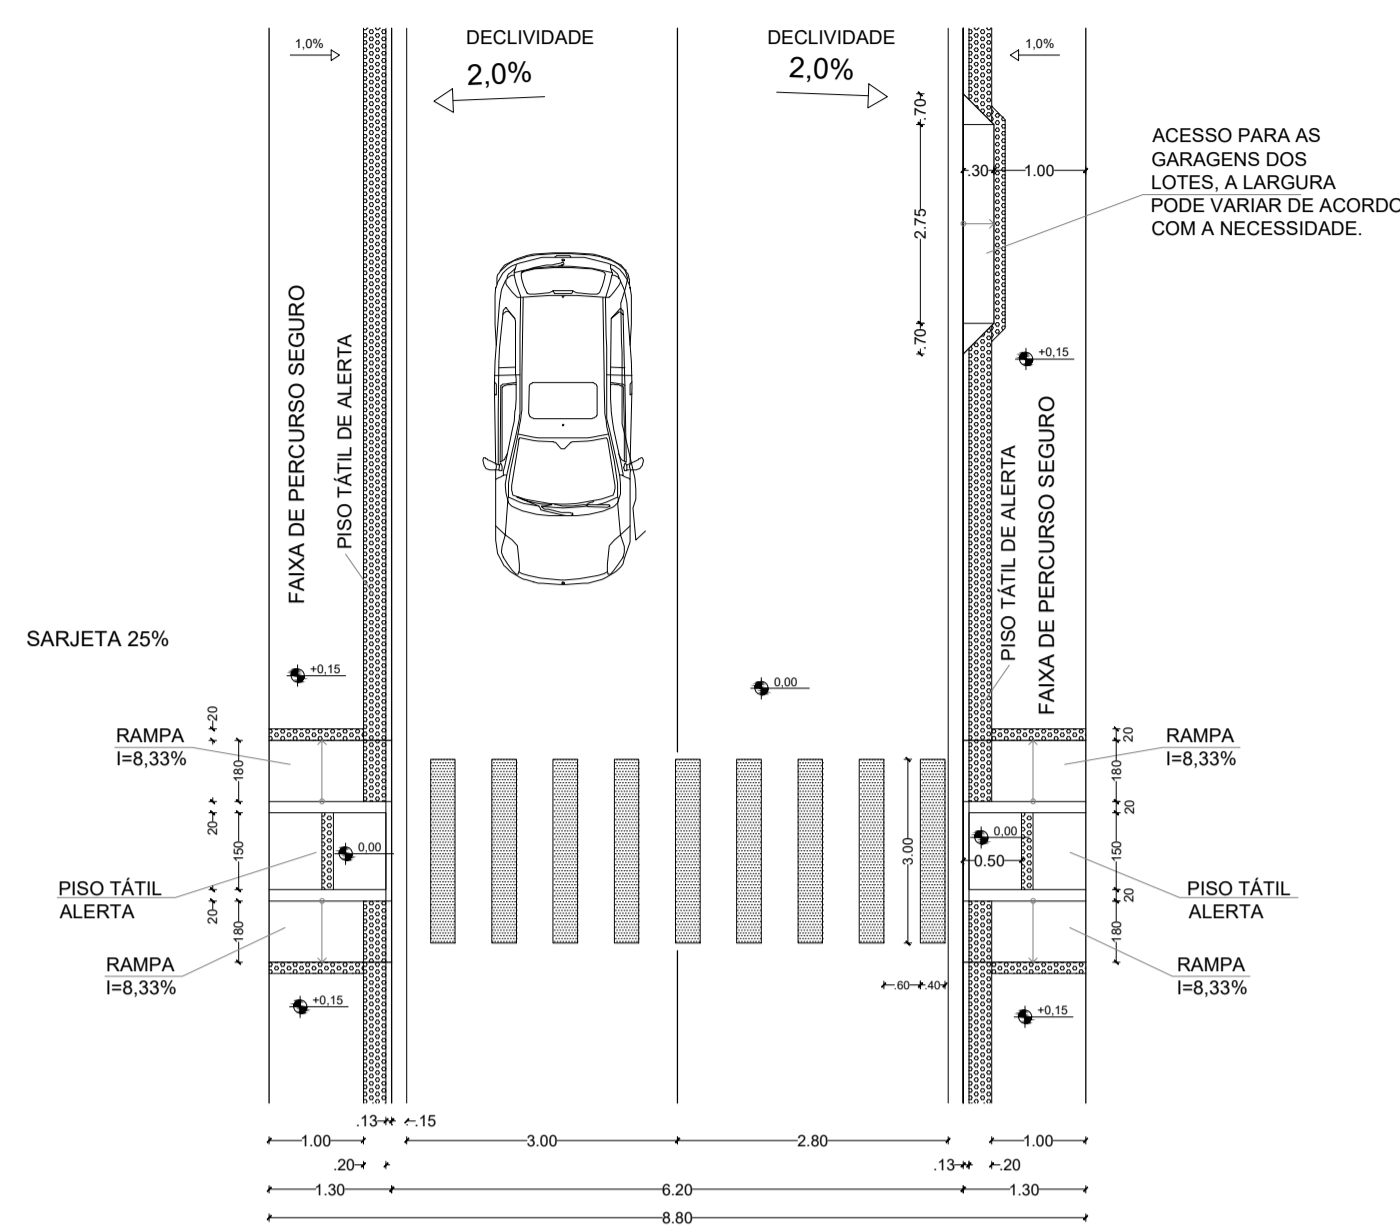 DECLIVIDADE
2,0%
DECLIVIDADE
2,0%
1,0%
1,0%
.70
2.75
.70
.30
1.00
ACESSO PARA AS
GARAGENS DOS
LOTES, A LARGURA
PODE VARIAR DE ACORDO
COM A NECESSIDADE.
FAIXA DE PERCURSO SEGURO
PISO TÁTIL DE ALERTA
+0,15
PISO TÁTIL DE ALERTA
FAIXA DE PERCURSO SEGURO
SARJETA 25%
+0,15
0,00
20
RAMPA
I=8,33%
180
20
150
PISO TÁTIL
ALERTA
20
180
RAMPA
I=8,33%
+0,15
0,00
3.00
.60
.40
0,00
0.50
20
RAMPA
I=8,33%
180
20
150
PISO TÁTIL
ALERTA
20
180
RAMPA
I=8,33%
+0,15
.13
.15
1.00
3.00
2.80
1.00
.20
.13
.20
1.30
6.20
1.30
8.80